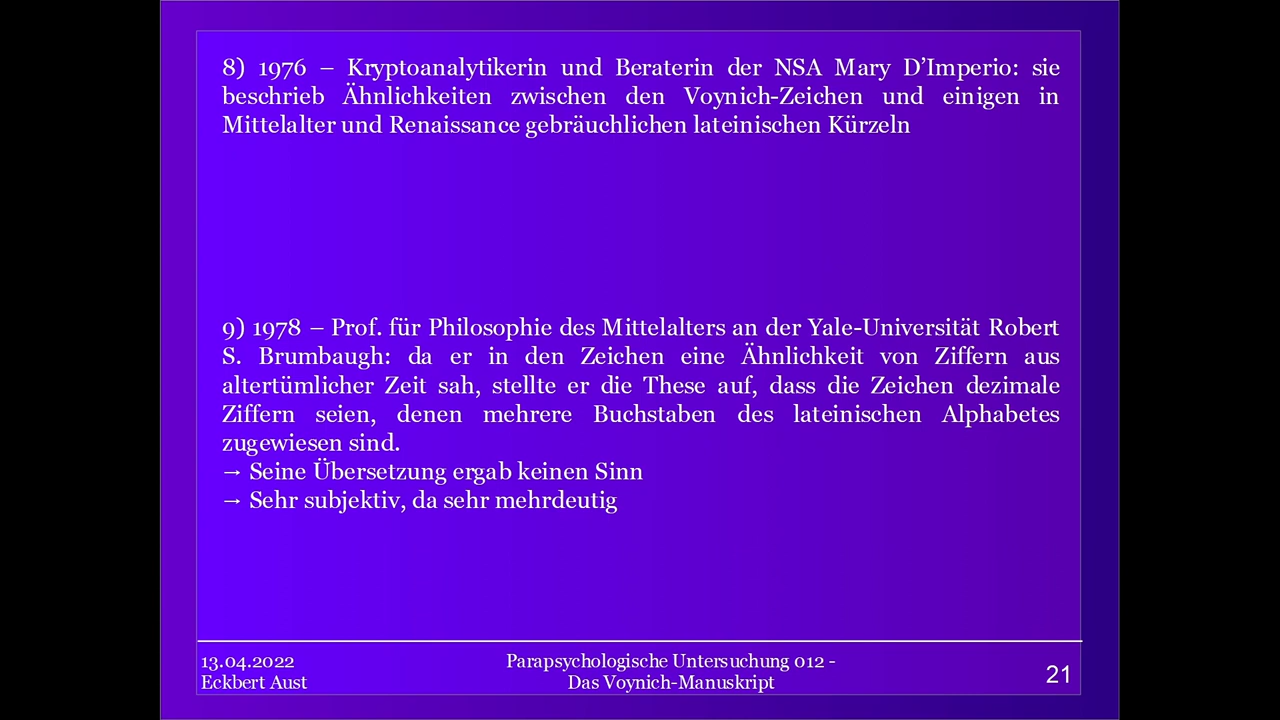 8) 1976 – Kryptoanalytikerin und Beraterin der NSA Mary D’Imperio: sie
beschrieb Ähnlichkeiten zwischen den Voynich-Zeichen und einigen in
Mittelalter und Renaissance gebräuchlichen lateinischen Kürzeln
9) 1978 – Prof. für Philosophie des Mittelalters an der Yale-Universität Robert
S. Brumbaugh: da er in den Zeichen eine Ähnlichkeit von Ziffern aus
altertümlicher Zeit sah, stellte er die These auf, dass die Zeichen dezimale
Ziffern seien, denen mehrere Buchstaben des lateinischen Alphabetes
zugewiesen sind.
→ Seine Übersetzung ergab keinen Sinn
→ Sehr subjektiv, da sehr mehrdeutig
13.04.2022
Eckbert Aust
Parapsychologische Untersuchung 012 -
Das Voynich-Manuskript
21